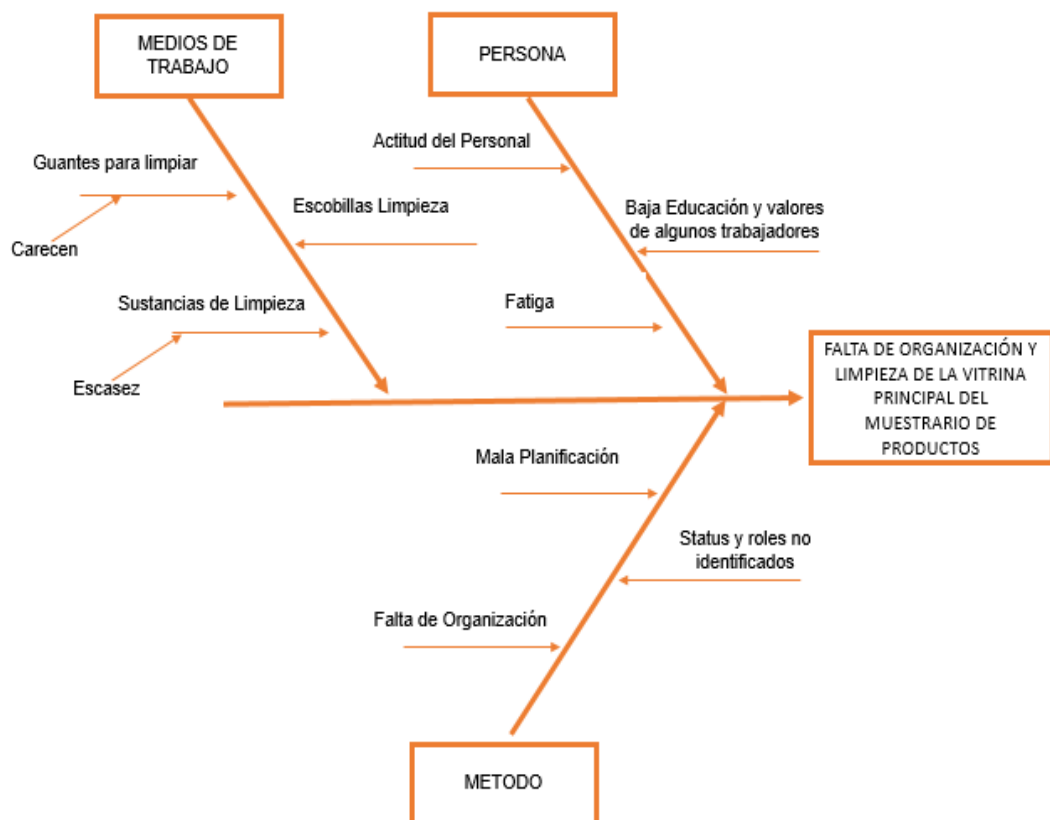 MEDIOS DE
TRABAJO
PERSONA
Actitud del Personal
Guantes para limpiar
Escobillas Limpieza
Baja Educación y valores
de algunos trabajadores
Carecen
Sustancias de Limpieza
Fatiga
Escasez
FALTA DE ORGANIZACIÓN Y
LIMPIEZA DE LA VITRINA
PRINCIPAL DEL
MUESTRARIO DE
PRODUCTOS
Mala Planificación
Status y roles no
identificados
Falta de Organización
METODO